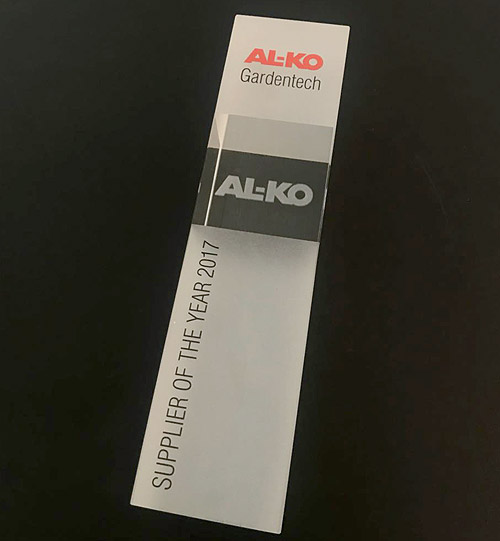 AL-KO
Gardentech
AL-KO
SUPPLIER OF THE YEAR 2017